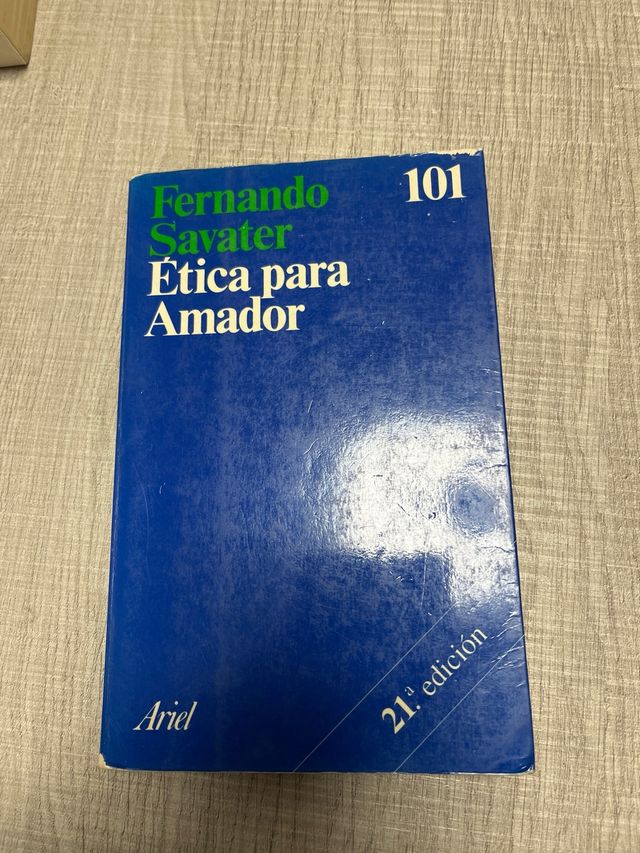 Fernando
Savater
101
Ética para
Amador
21.ª edición
Ariel